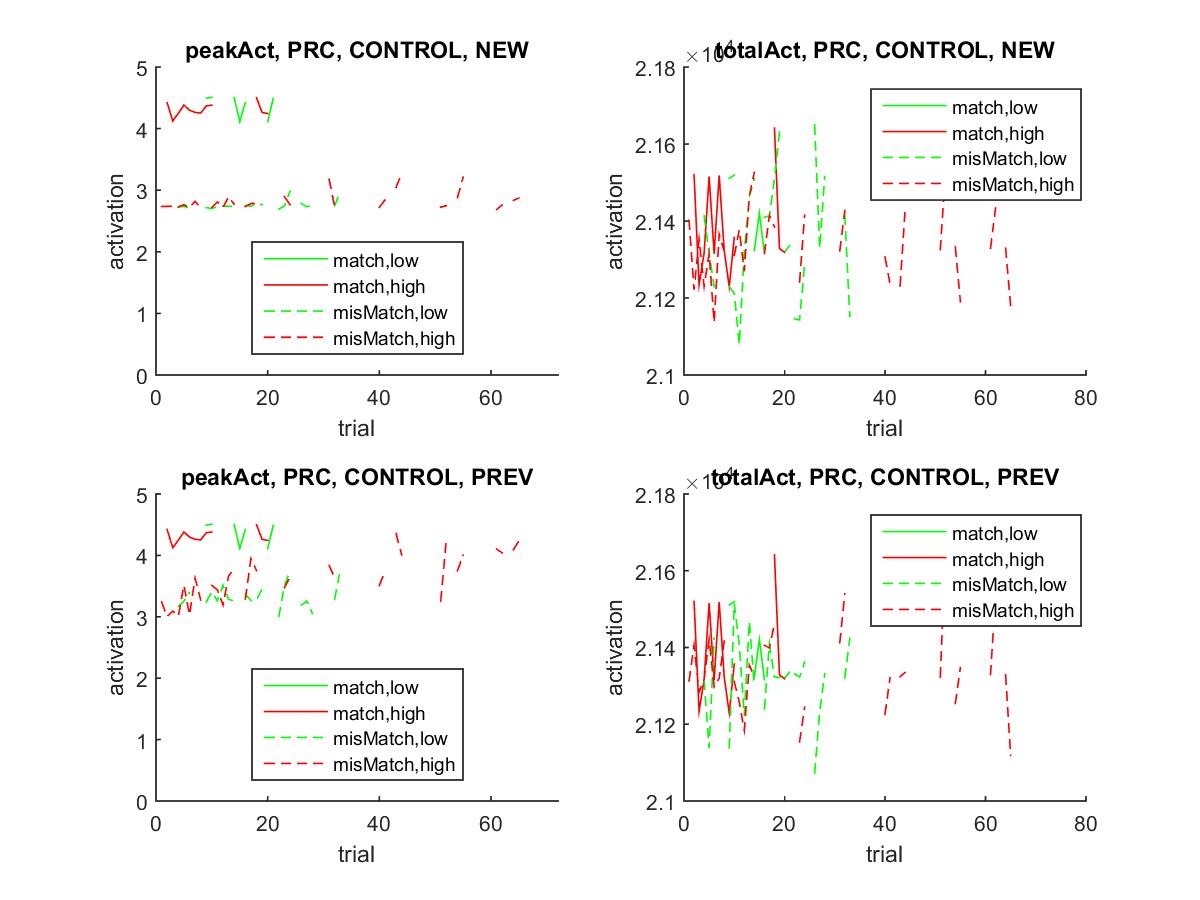 peakAct, PRC, CONTROL, NEW
5
4
3
2
1
0
activation
match,low
match,high
misMatch,low
misMatch,high
0 20 40 60
trial
×10^4
totalAct, PRC, CONTROL, NEW
2.18
2.16
2.14
2.12
2.1
activation
match,low
match,high
misMatch,low
misMatch,high
0 20 40 60 80
trial
peakAct, PRC, CONTROL, PREV
5
4
3
2
1
0
activation
match,low
match,high
misMatch,low
misMatch,high
0 20 40 60
trial
×10^4
totalAct, PRC, CONTROL, PREV
2.18
2.16
2.14
2.12
2.1
activation
match,low
match,high
misMatch,low
misMatch,high
0 20 40 60 80
trial